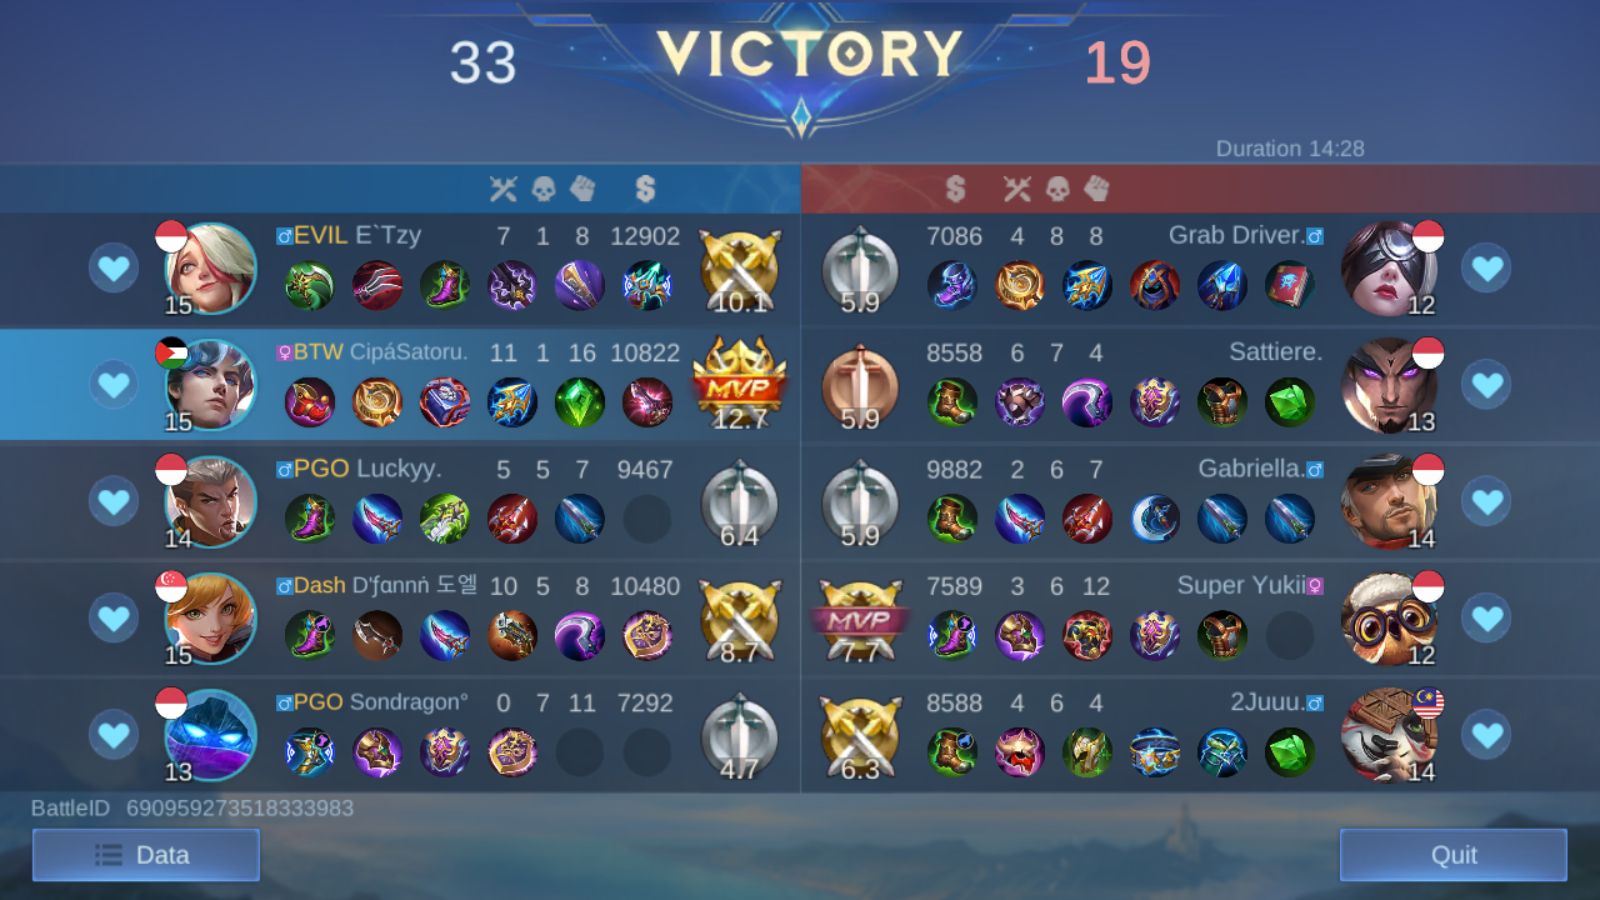 33 VICTORY 19
Duration 14:28
EVIL E`Tzy 7 1 8 12902 10.1
15
5.9 7086 4 8 8 Grab Driver.
12
BTW CipáSatoru. 11 1 16 10822 MVP 12.7
15
5.9 8558 6 7 4 Sattiere.
13
PGO Luckyy. 5 5 7 9467 6.4
14
5.9 9882 2 6 7 Gabriella.
14
Dash D'ƒαnnṅ 도엘 10 5 8 10480 8.7
15
MVP 7.7 7589 3 6 12 Super Yukii
12
PGO Sondragon° 0 7 11 7292 4.7
13
6.3 8588 4 6 4 2Juuu.
14
BattleID 690959273518333983
Data
Quit